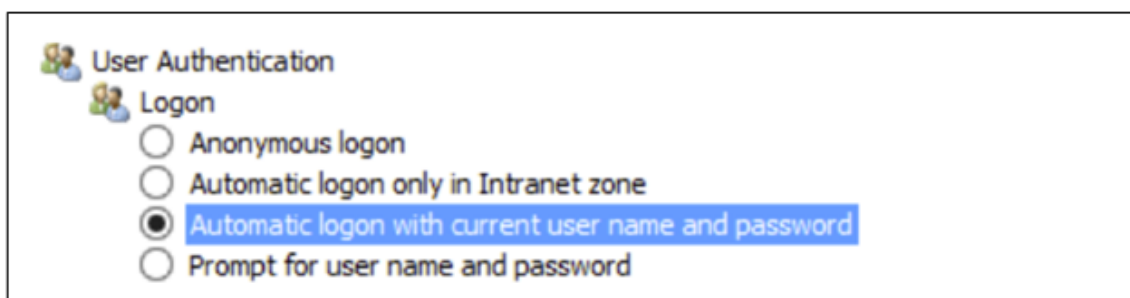 User Authentication
Logon
Anonymous logon
Automatic logon only in Intranet zone
Automatic logon with current user name and password
Prompt for user name and password